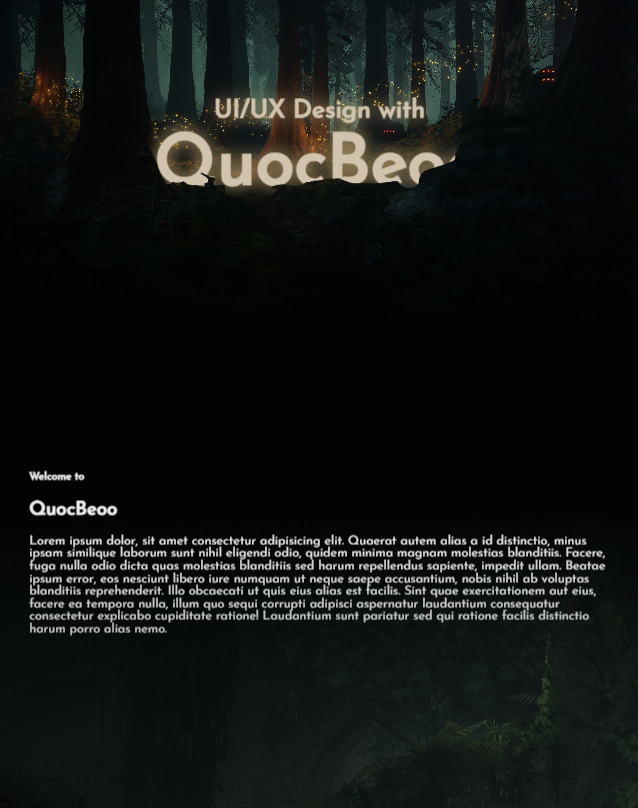 UI/UX Design with
QuocBeoo
Welcome to
QuocBeoo
Lorem ipsum dolor, sit amet consectetur adipisicing elit. Quaerat autem alias a id distinctio, minus
ipsam similique laborum sunt nihil eligendi odio, quidem minima magnam molestias blanditiis. Facere,
fuga nulla odio dicta quas molestias blanditiis sed harum repellendus sapiente, impedit ullam. Beatae
ipsum error, eos nesciunt libero iure numquam ut neque saepe accusantium, nobis nihil ab voluptas
blanditiis reprehenderit. Illo obcaecati ut quis eius alias est facilis. Sint quae exercitationem aut eius,
facere ea tempora nulla, illum quo sequi corrupti adipisci aspernatur laudantium consequatur
consectetur explicabo cupiditate ratione! Laudantium sunt pariatur sed qui ratione facilis distinctio
harum porro alias nemo.